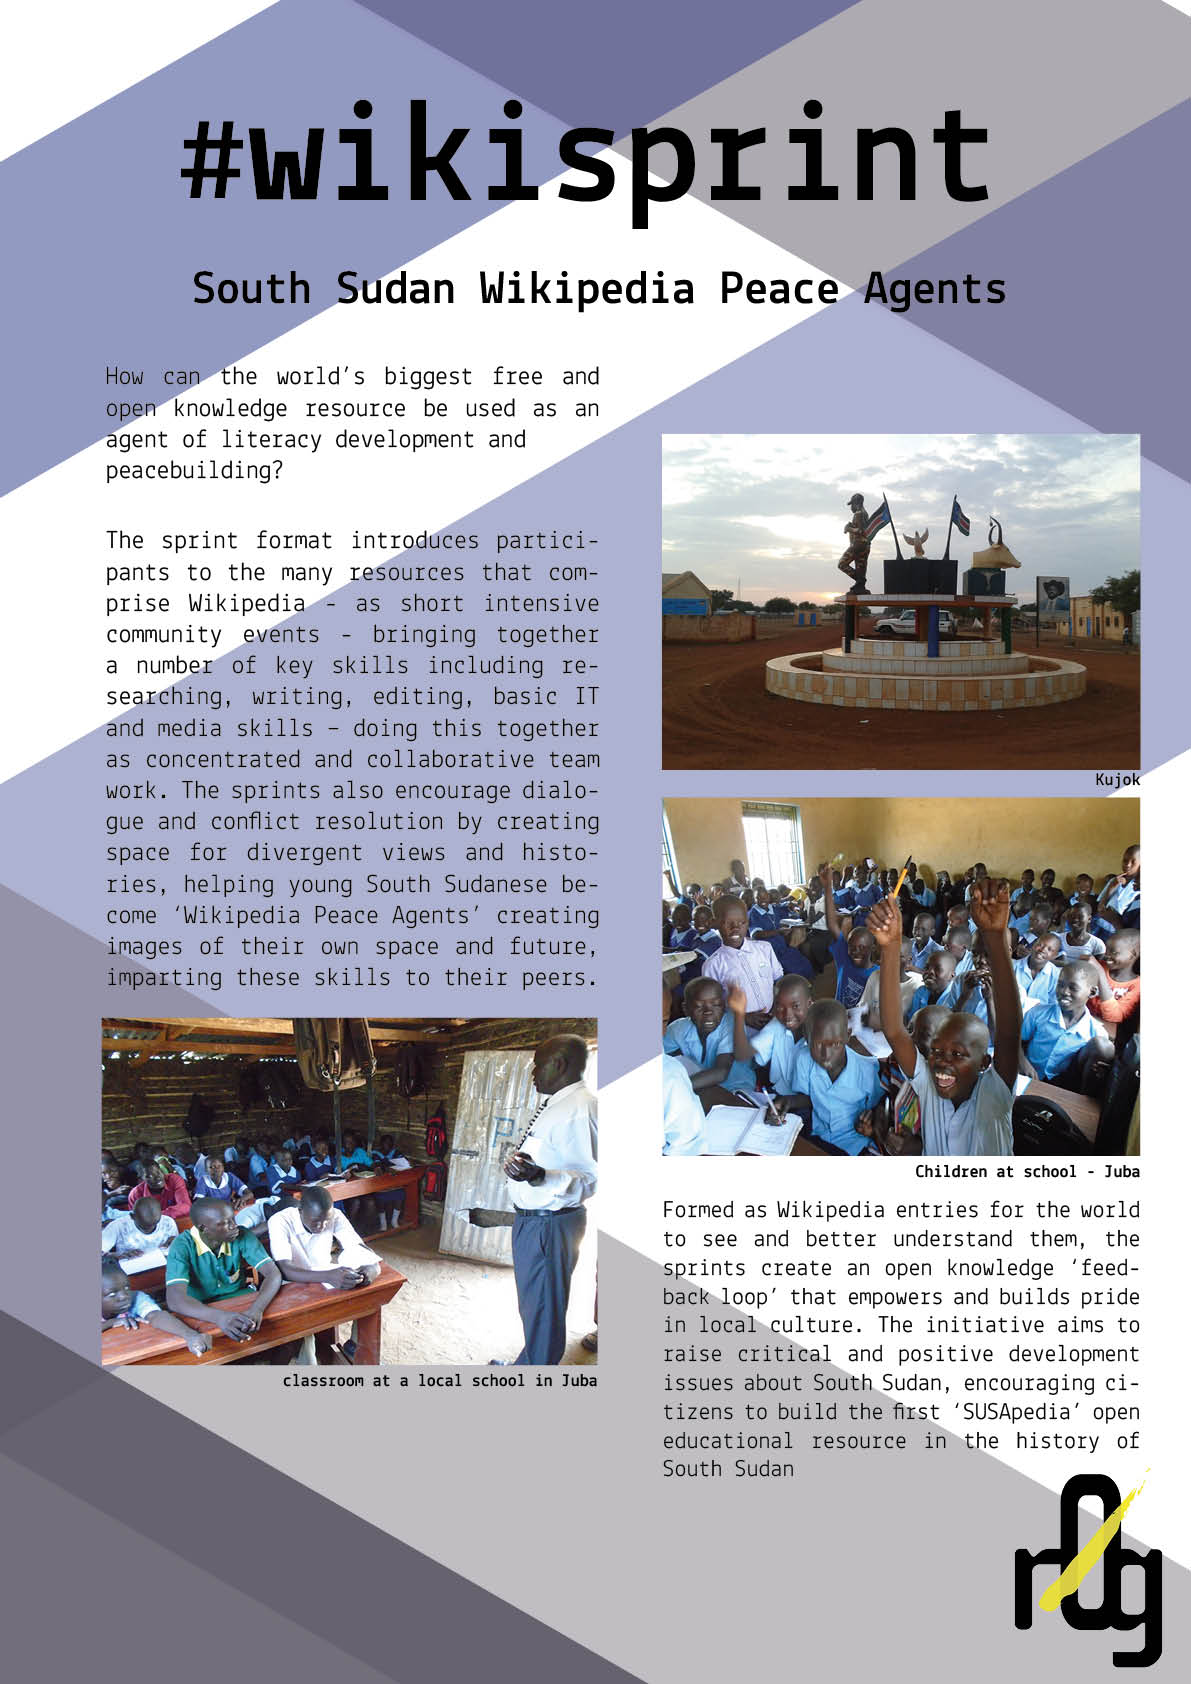 #wikisprint
South Sudan Wikipedia Peace Agents
How can the world's biggest free and
open knowledge resource be used as an
agent of literacy development and
peacebuilding?
The sprint format introduces partici-
pants to the many resources that com-
prise Wikipedia - as short intensive
community events - bringing together
a number of key skills including re-
searching, writing, editing, basic IT
and media skills – doing this together
as concentrated and collaborative team
work. The sprints also encourage dialo-
gue and conflict resolution by creating
space for divergent views and histo-
ries, helping young South Sudanese be-
come ‘Wikipedia Peace Agents’ creating
images of their own space and future,
imparting these skills to their peers.
classroom at a local school in Juba
Kujok
Children at school - Juba
Formed as Wikipedia entries for the world
to see and better understand them, the
sprints create an open knowledge ‘feed-
back loop’ that empowers and builds pride
in local culture. The initiative aims to
raise critical and positive development
issues about South Sudan, encouraging ci-
tizens to build the first ‘SUSApedia’ open
educational resource in the history of
South Sudan
r0g